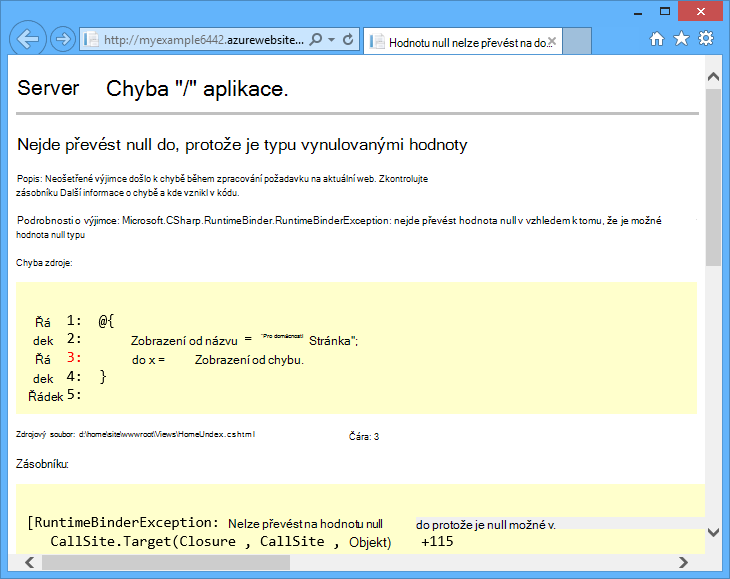 http://myexample6442.azurewebsite...
Hodnotu null nelze převést na do...
Server Chyba "/" aplikace.
Nejde převést null do, protože je typu vynulovanými hodnoty
Popis: Neošetřené výjimce došlo k chybě během zpracování požadavku na aktuální web. Zkontrolujte
zásobníku Další informace o chybě a kde vznikl v kódu.
Podrobnosti o výjimce: Microsoft.CSharp.RuntimeBinder.RuntimeBinderException: nejde převést hodnota null v vzhledem k tomu, že je možné
hodnota null typu
Chyba zdroje:
Řá 1: @{
dek 2: Zobrazení od názvu = "Pro domácnosti Stránka";
Řá 3: do x = Zobrazení od chybu.
dek 4: }
Řádek 5:
Zdrojový soubor: d:\home\site\wwwroot\Views\Home\Index.cshtml Čára: 3
Zásobníku:
[RuntimeBinderException: Nelze převést na hodnotu null do protože je null možné v.
CallSite.Target(Closure , CallSite , Objekt) +115